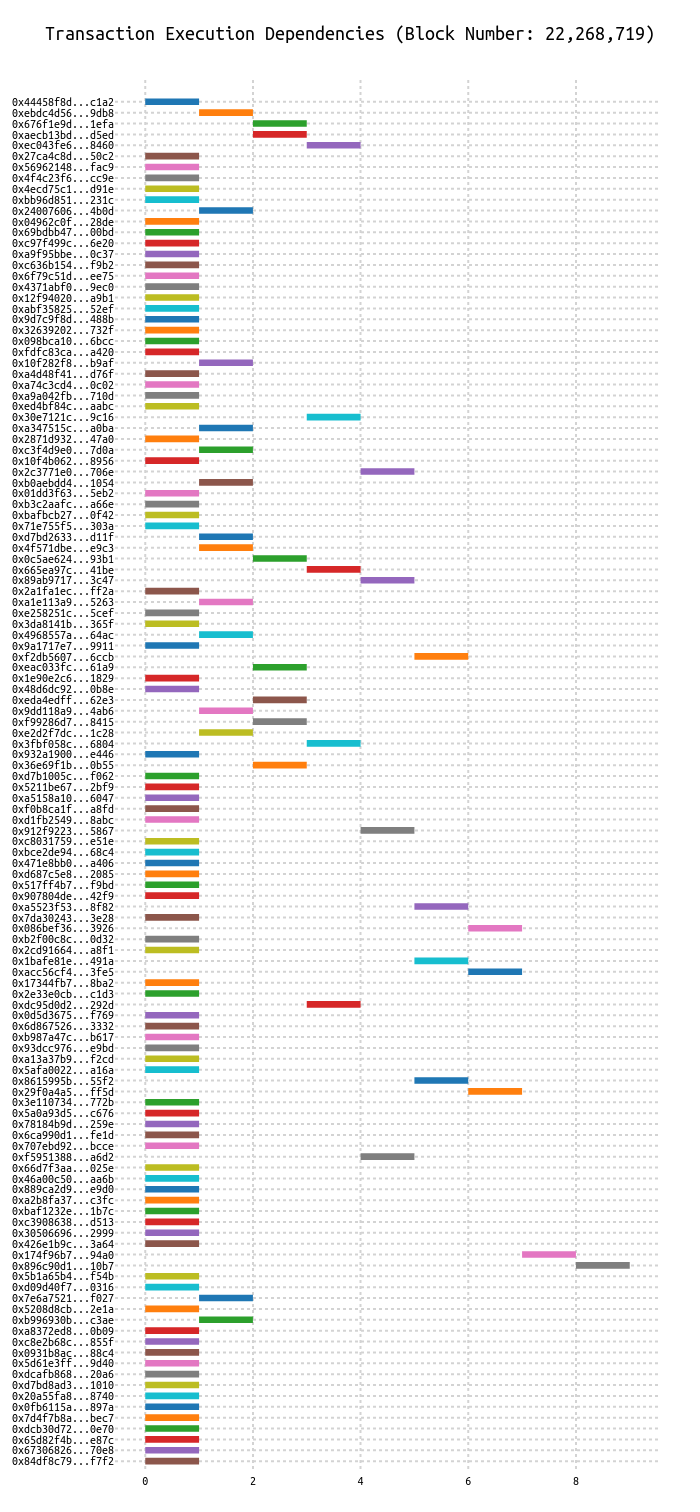 Transaction Execution Dependencies (Block Number: 22,268,719)
0x44458f8d...c1a2
0xebdc4d56...9db8
0x676f1e9d...1efa
0xaecb13bd...d5ed
0xec043fe6...8460
0x27ca4c8d...50c2
0x56962148...fac9
0x4f4c23f6...cc9e
0x4ecd75c1...d91e
0xbb96d851...231c
0x24007606...4b0d
0x04962c0f...28de
0x69bdbb47...00bd
0xc97f499c...6e20
0xa9f95bbe...0c37
0xc636b154...f9b2
0x6f79c51d...ee75
0x4371abf0...9ec0
0x12f94020...a9b1
0xabf35825...52ef
0x9d7c9f8d...488b
0x32639202...732f
0x098bca10...6bcc
0xfdfc83ca...a420
0x10f282f8...b9af
0xa4d48f41...d76f
0xa74c3cd4...0c02
0xa9a042fb...710d
0xed4bf84c...aabc
0x30e7121c...9c16
0xa347515c...a0ba
0x2871d932...47a0
0xc3f4d9e0...7d0a
0x10f4b062...8956
0x2c3771e0...706e
0xb0aebdd4...1054
0x01dd3f63...5eb2
0xb3c2aafc...a66e
0xbafbcb27...0f42
0x71e755f5...303a
0xd7bd2633...d11f
0x4f571dbe...e9c3
0x0c5ae624...93b1
0x665ea97c...41be
0x89ab9717...3c47
0x2a1fa1ec...ff2a
0xa1e113a9...5263
0xe258251c...5cef
0x3da8141b...365f
0x4968557a...64ac
0x9a1717e7...9911
0xf2db5607...6ccb
0xeac033fc...61a9
0x1e90e2c6...1829
0x48d6dc92...0b8e
0xeda4edff...62e3
0x9dd118a9...4ab6
0xf99286d7...8415
0xe2d2f7dc...1c28
0x3fbf058c...6804
0x932a1900...e446
0x36e69f1b...0b55
0xd7b1005c...f062
0x5211be67...2bf9
0xa5158a10...6047
0xf0b8ca1f...a8fd
0xd1fb2549...8abc
0x912f9223...5867
0xc8031759...e51e
0xbce2de94...68c4
0x471e8bb0...a406
0xd687c5e8...2085
0x517ff4b7...f9bd
0x907804de...42f9
0xa5523f53...8f82
0x7da30243...3e28
0x086bef36...3926
0xb2f00c8c...0d32
0x2cd91664...a8f1
0x1bafe81e...491a
0xacc56cf4...3fe5
0x17344fb7...8ba2
0x2e33e0cb...c1d3
0xdc95d0d2...292d
0x0d5d3675...f769
0x6d867526...3332
0xb987a47c...b617
0x93dcc976...e9bd
0xa13a37b9...f2cd
0x5afa0022...a16a
0x8615995b...55f2
0x29f0a4a5...ff5d
0x3e110734...772b
0x5a0a93d5...c676
0x78184b9d...259e
0x6ca990d1...fe1d
0x707ebd92...bcce
0xf5951388...a6d2
0x66d7f3aa...025e
0x46a00c50...aa6b
0x889ca2d9...e9d0
0xa2b8fa37...c3fc
0xbaf1232e...1b7c
0xc3908638...d513
0x30506696...2999
0x426e1b9c...3a64
0x174f96b7...94a0
0x896c90d1...10b7
0x5b1a65b4...f54b
0xd09d40f7...0316
0x7e6a7521...f027
0x5208d8cb...2e1a
0xb996930b...c3ae
0xa8372ed8...0b09
0xc8e2b68c...855f
0x0931b8ac...88c4
0x5d61e3ff...9d40
0xdcafb868...20a6
0xd7bd8ad3...1010
0x20a55fa8...8740
0x0fb6115a...897a
0x7d4f7b8a...bec7
0xdcb30d72...0e70
0x65d82f4b...e87c
0x67306826...70e8
0x84df8c79...f7f2
0 2 4 6 8